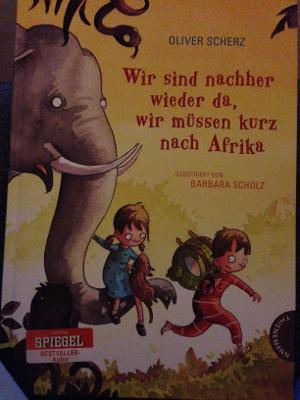 OLIVER SCHERZ
Wir sind nachher
wieder da,
wir müssen kurz
nach Afrika
ILLUSTRIERT VON
BARBARA SCHOLZ
SPIEGEL
BESTSELLER-
Autor
THIENEMANN